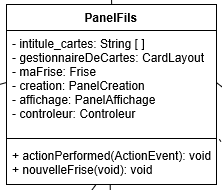 PanelFils
- intitule_cartes: String [ ]
- gestionnaireDeCartes: CardLayout
- maFrise: Frise
- creation: PanelCreation
- affichage: PanelAffichage
- controleur: Controleur
+ actionPerformed(ActionEvent): void
+ nouvelleFrise(void): void